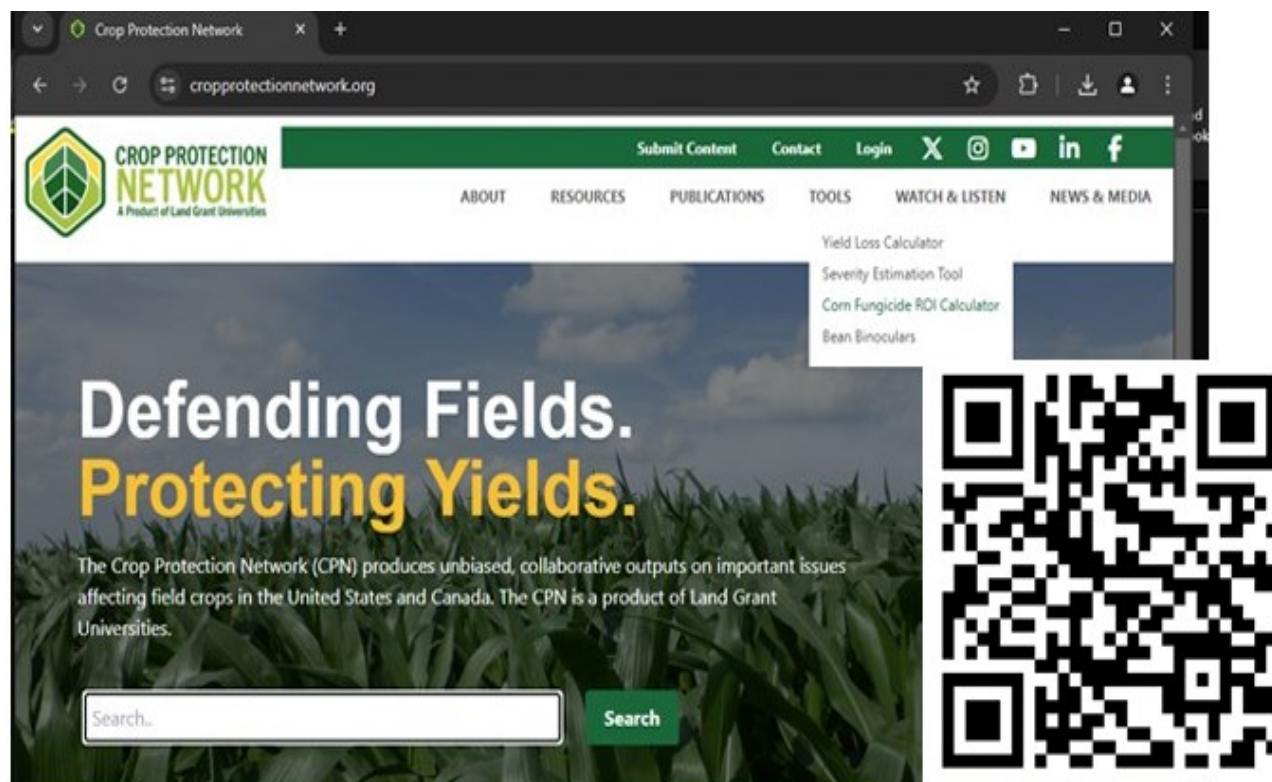 Crop Protection Network
cropprotectionnetwork.org
CROP PROTECTION
NETWORK
A Product of Land Grant Universities
Submit Content Contact Login
ABOUT RESOURCES PUBLICATIONS TOOLS WATCH & LISTEN NEWS & MEDIA
Yield Loss Calculator
Severity Estimation Tool
Corn Fungicide ROI Calculator
Bean Binoculars
Defending Fields.
Protecting Yields.
The Crop Protection Network (CPN) produces unbiased, collaborative outputs on important issues
affecting field crops in the United States and Canada. The CPN is a product of Land Grant
Universities.
Search..
Search